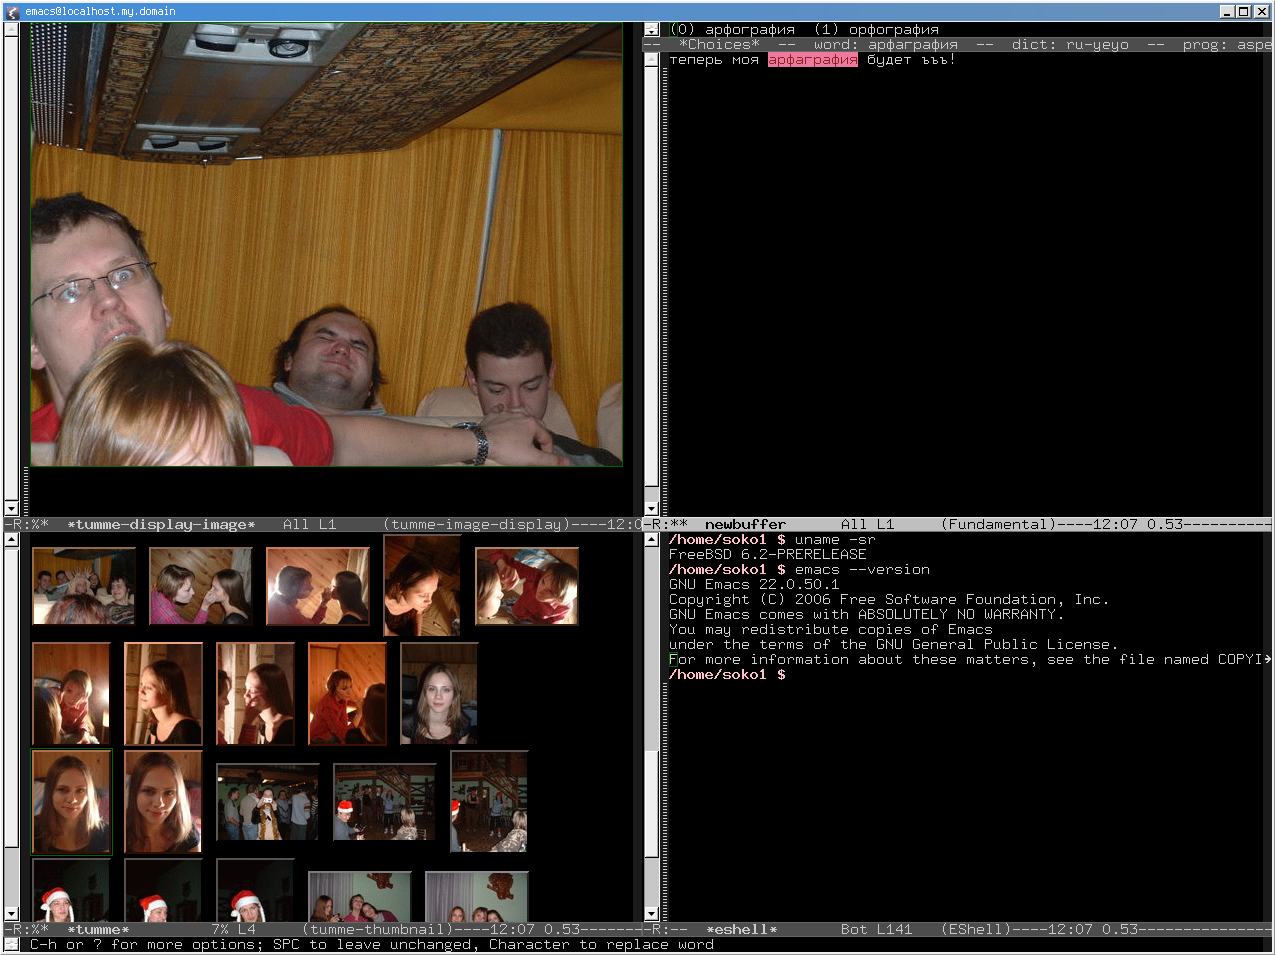 emacs@localhost.my.domain
(0) арфография  (1) орфография
--  *Choices*  --  word: арфаграфия  --  dict: ru-yeyo  --  prog: aspe
теперь моя арфаграфия будет ъъъ!
-R:%*  *tumme-display-image*   All L1     (tumme-image-display)----12:0
-R:**  newbuffer      All L1     (Fundamental)----12:07 0.53----------
/home/soko1 $ uname -sr
FreeBSD 6.2-PRERELEASE
/home/soko1 $ emacs --version
GNU Emacs 22.0.50.1
Copyright (C) 2006 Free Software Foundation, Inc.
GNU Emacs comes with ABSOLUTELY NO WARRANTY.
You may redistribute copies of Emacs
under the terms of the GNU General Public License.
For more information about these matters, see the file named COPYI
/home/soko1 $
-R:%*  *tumme*         7% L4     (tumme-thumbnail)----12:07 0.53-------
-R:--  *eshell*       Bot L141   (EShell)----12:07 0.53---------------
C-h or ? for more options; SPC to leave unchanged, Character to replace word